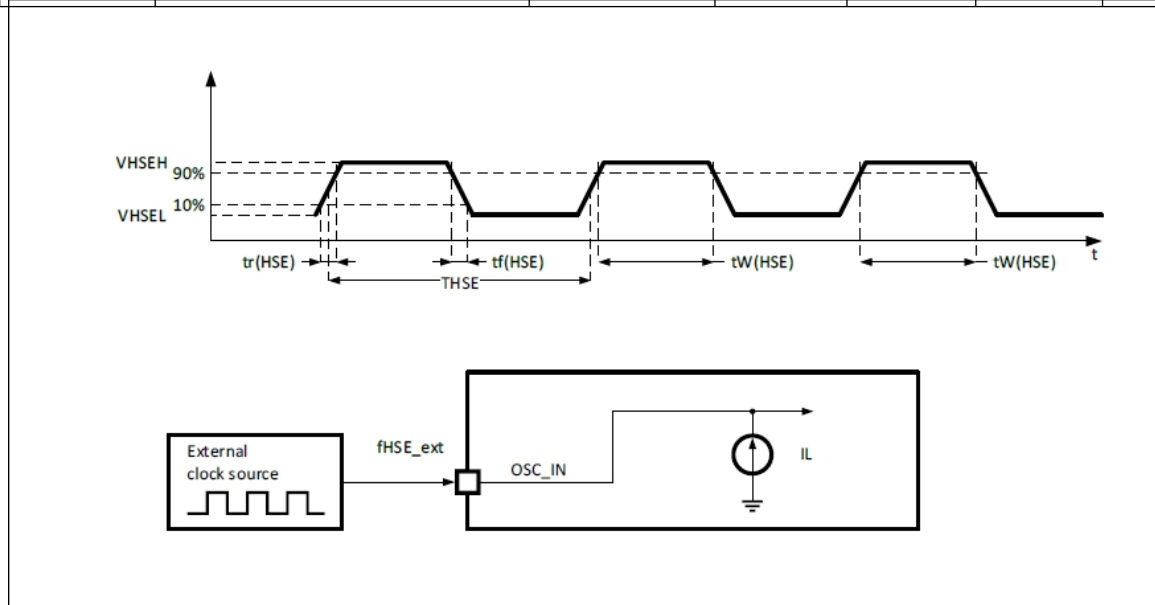 VHSEH
90%
10%
VHSEL
t
tr(HSE)
tf(HSE)
tW(HSE)
tW(HSE)
THSE
External
clock source
fHSE_ext
OSC_IN
IL